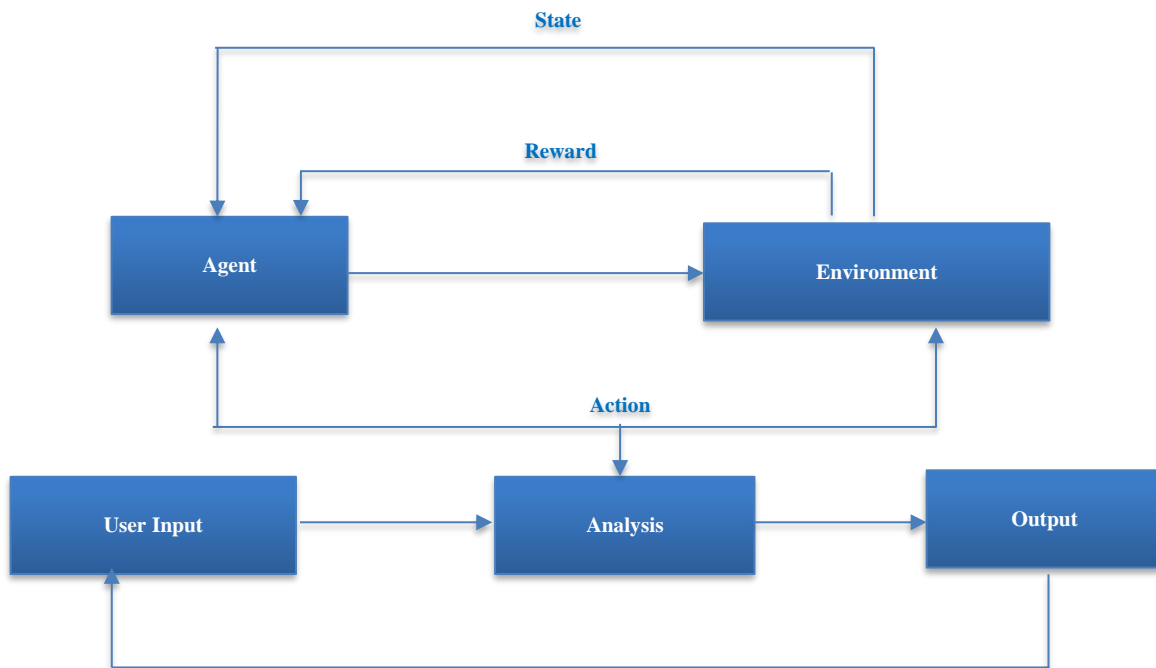 State
Reward
Agent
Environment
Action
User Input
Analysis
Output